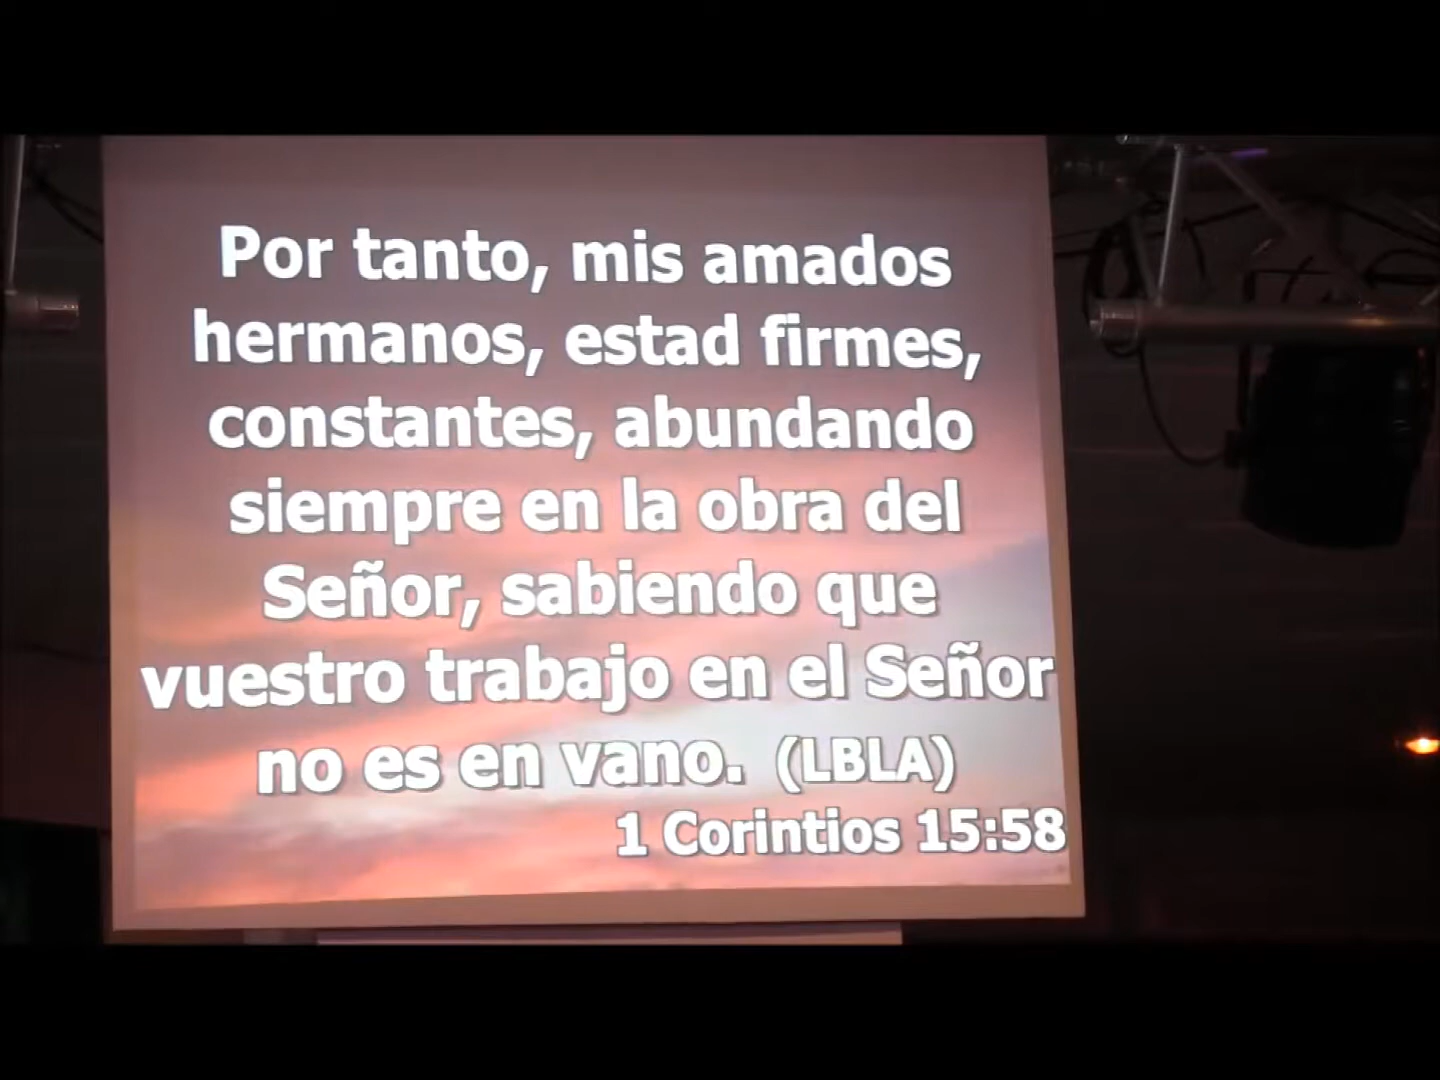 Por tanto, mis amados
hermanos, estad firmes,
constantes, abundando
siempre en la obra del
Señor, sabiendo que
vuestro trabajo en el Señor
no es en vano. (LBLA)
1 Corintios 15:58